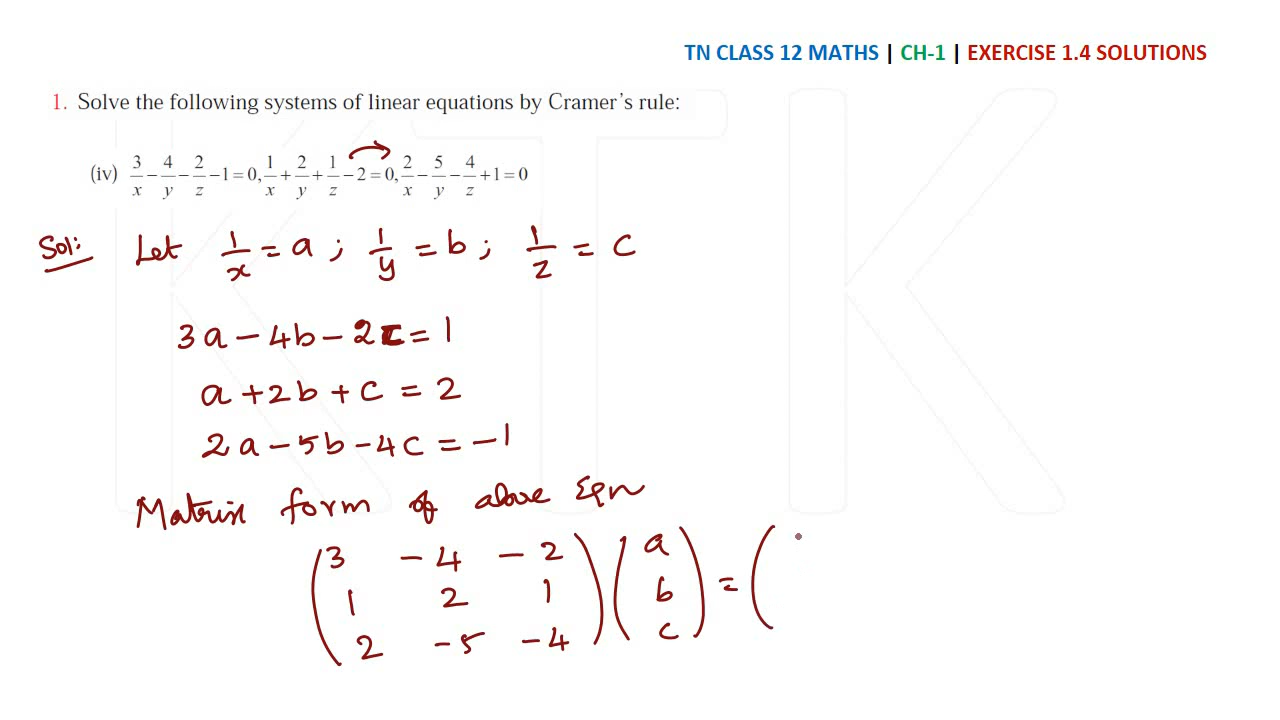 TN CLASS 12 MATHS | CH-1 | EXERCISE 1.4 SOLUTIONS
1. Solve the following systems of linear equations by Cramer's rule:
(iv) 3/x − 4/y − 2/z − 1 = 0, 1/x + 2/y + 1/z − 2 = 0, 2/x − 5/y − 4/z + 1 = 0
Sol: Let 1/x = a ; 1/y = b ; 1/z = c
3a − 4b − 2c = 1
a + 2b + c = 2
2a − 5b − 4c = −1
Matrix form of above Eqn
( 3 −4 −2 ) ( a ) = (
1 2 1 b
2 −5 −4 c
KTK